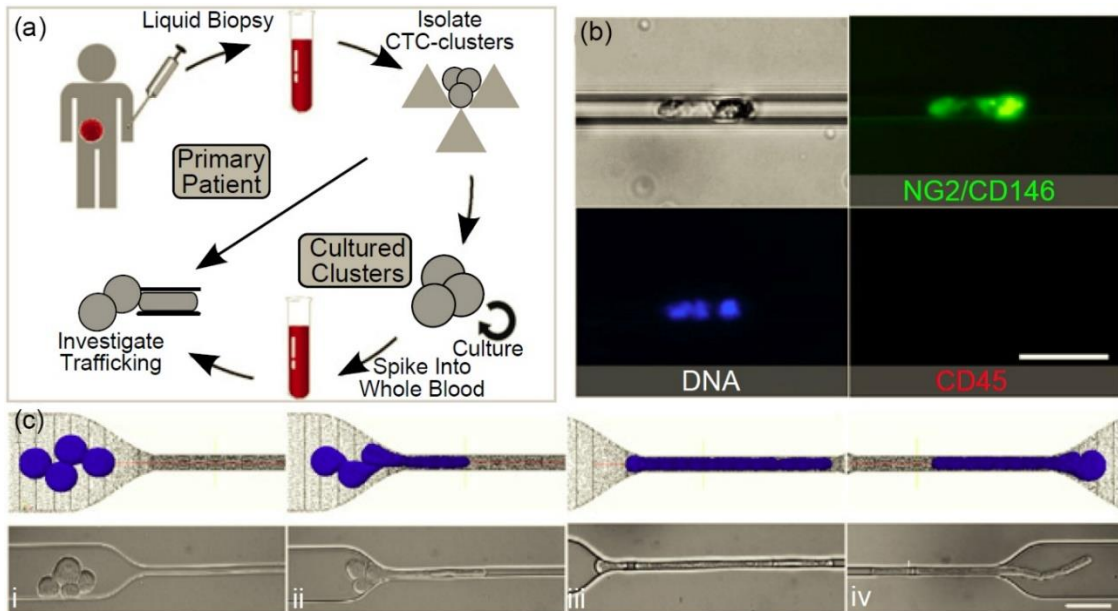 (a)
Liquid Biopsy
Isolate
CTC-clusters
Primary
Patient
Cultured
Clusters
Investigate
Trafficking
Culture
Spike Into
Whole Blood
(b)
NG2/CD146
DNA
CD45
(c)
i
ii
iii
iv